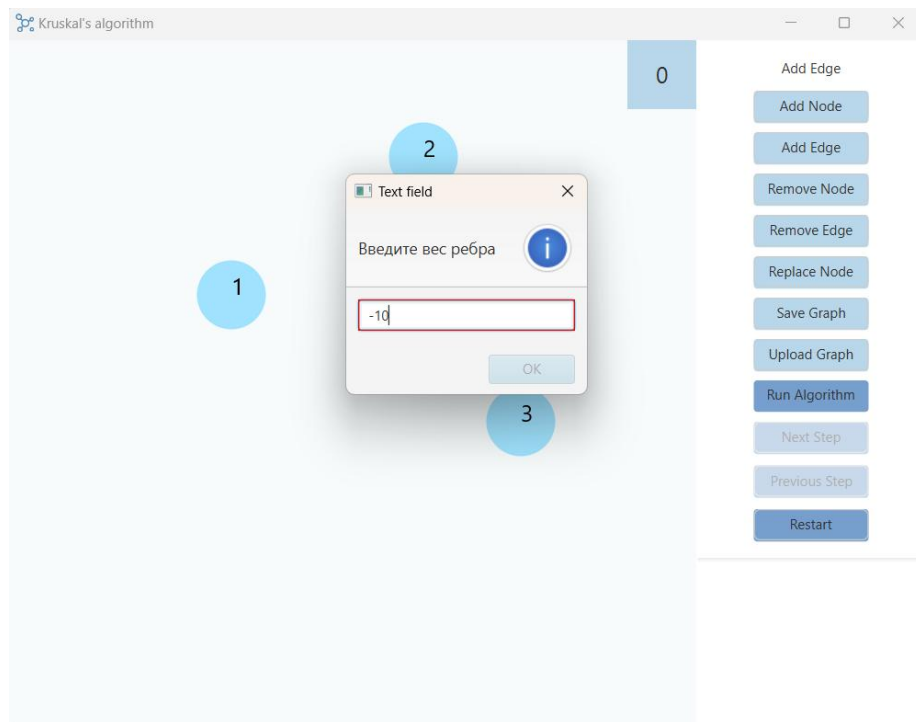 Kruskal's algorithm
0
Add Edge
Add Node
Add Edge
Remove Node
Remove Edge
Replace Node
Save Graph
Upload Graph
Run Algorithm
Next Step
Previous Step
Restart
2
1
3
Text field
Введите вес ребра
-10
OK